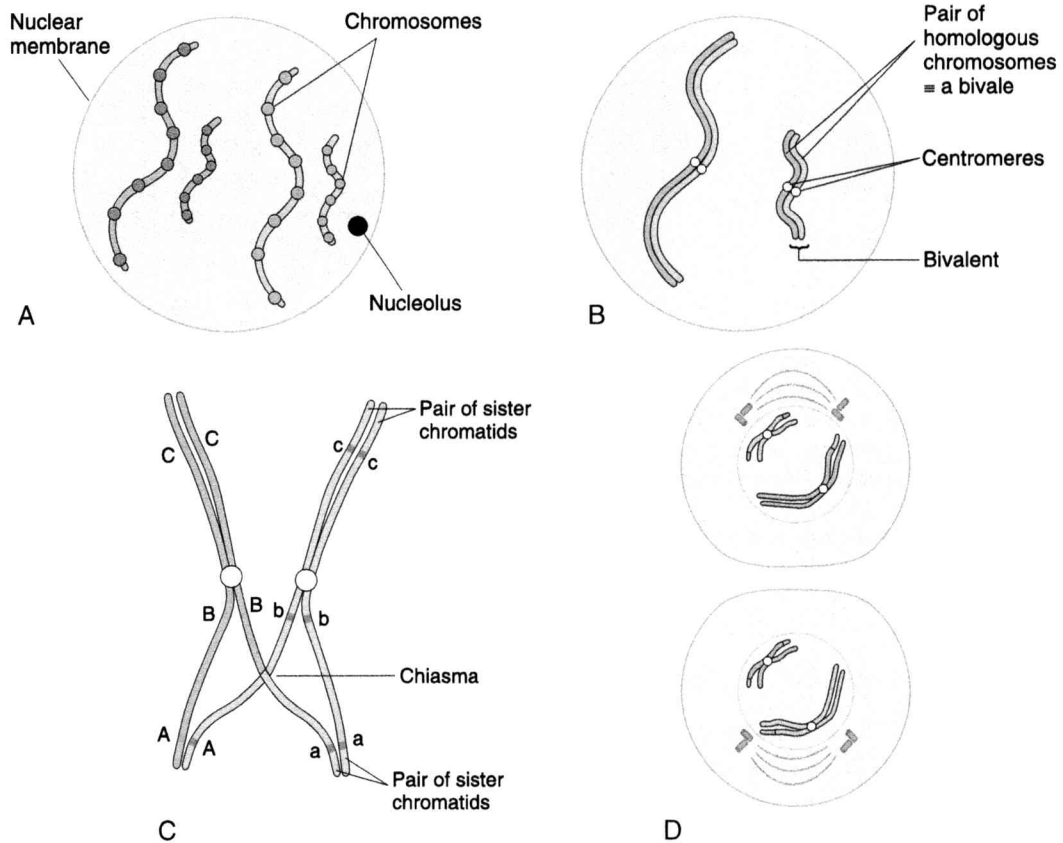 Nuclear
membrane
Chromosomes
Nucleolus
A
Pair of
homologous
chromosomes
≡ a bivale
Centromeres
Bivalent
B
Pair of sister
chromatids
C
C
c
c
B
B
b
b
Chiasma
A
A
a
a
Pair of sister
chromatids
C
D